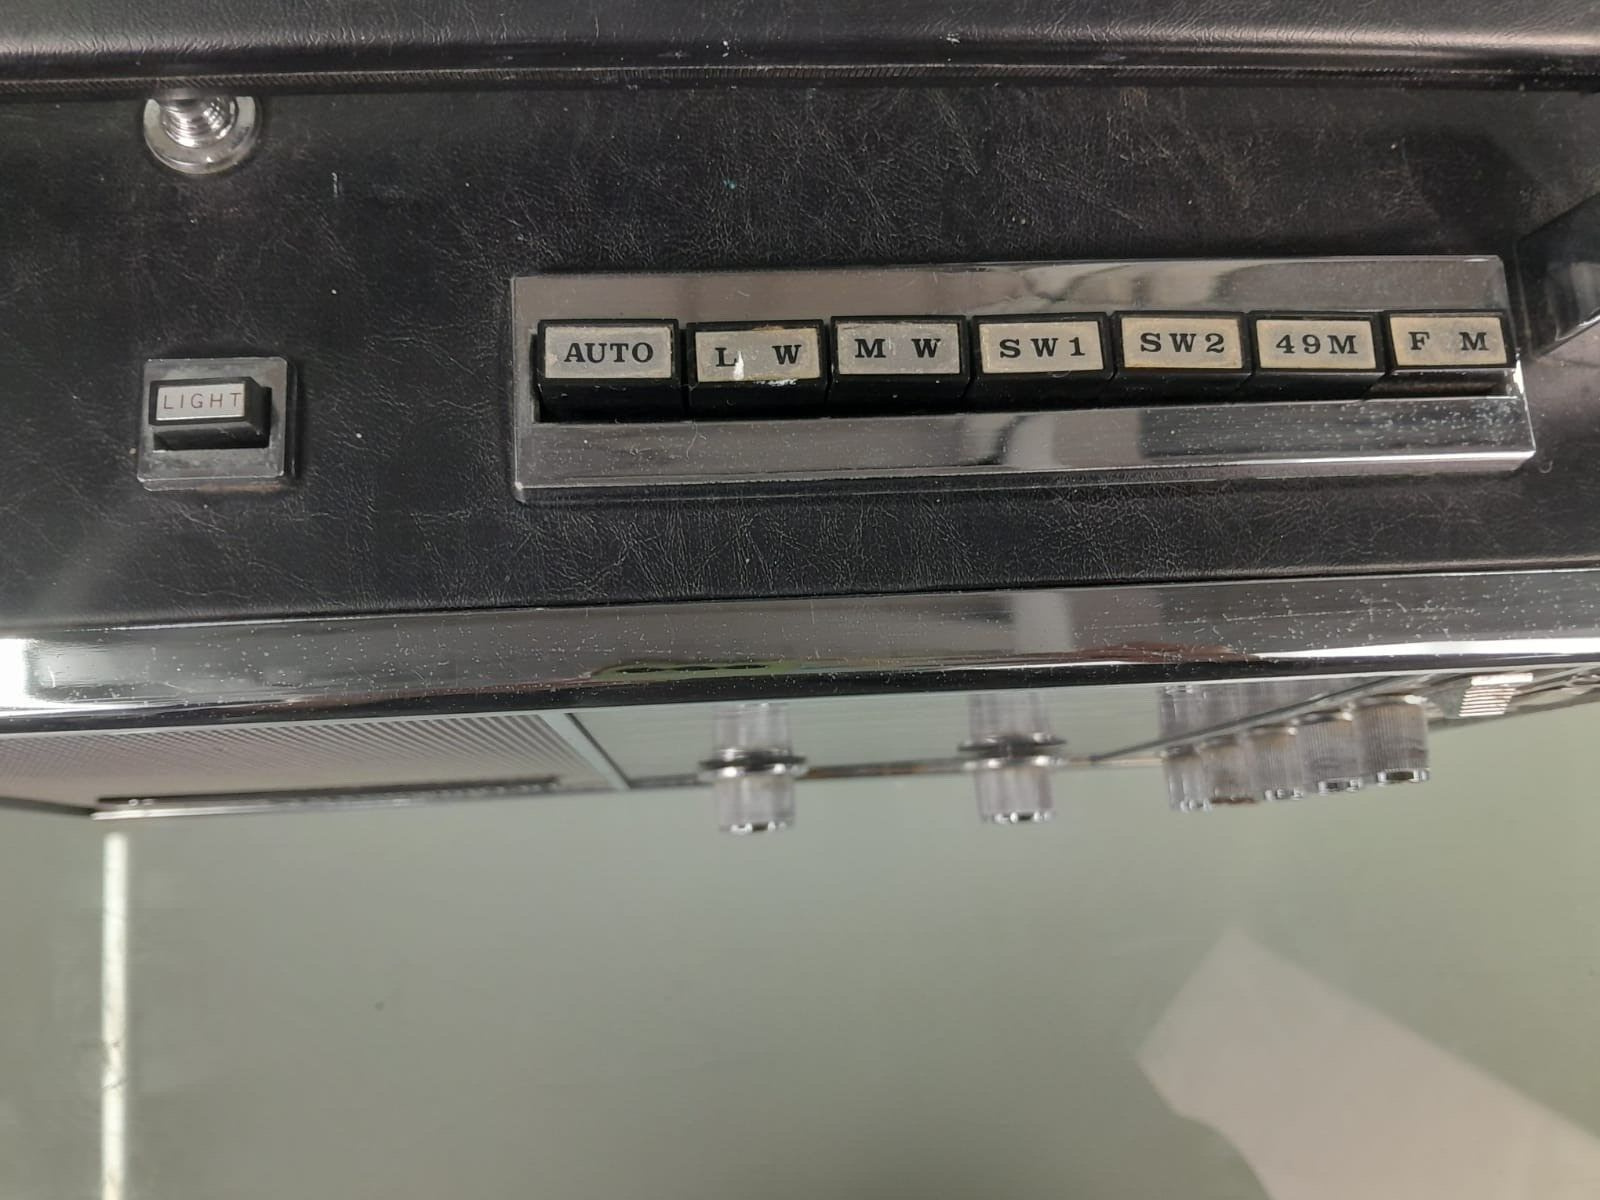 AUTO L W M W SW1 SW2 49M F M
LIGHT